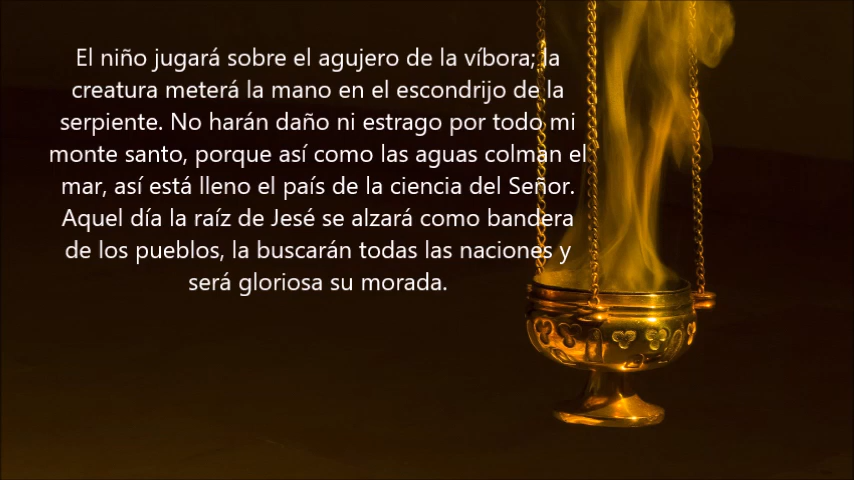 El niño jugará sobre el agujero de la víbora; la
creatura meterá la mano en el escondrijo de la
serpiente. No harán daño ni estrago por todo mi
monte santo, porque así como las aguas colman el
mar, así está lleno el país de la ciencia del Señor.
Aquel día la raíz de Jesé se alzará como bandera
de los pueblos, la buscarán todas las naciones y
será gloriosa su morada.